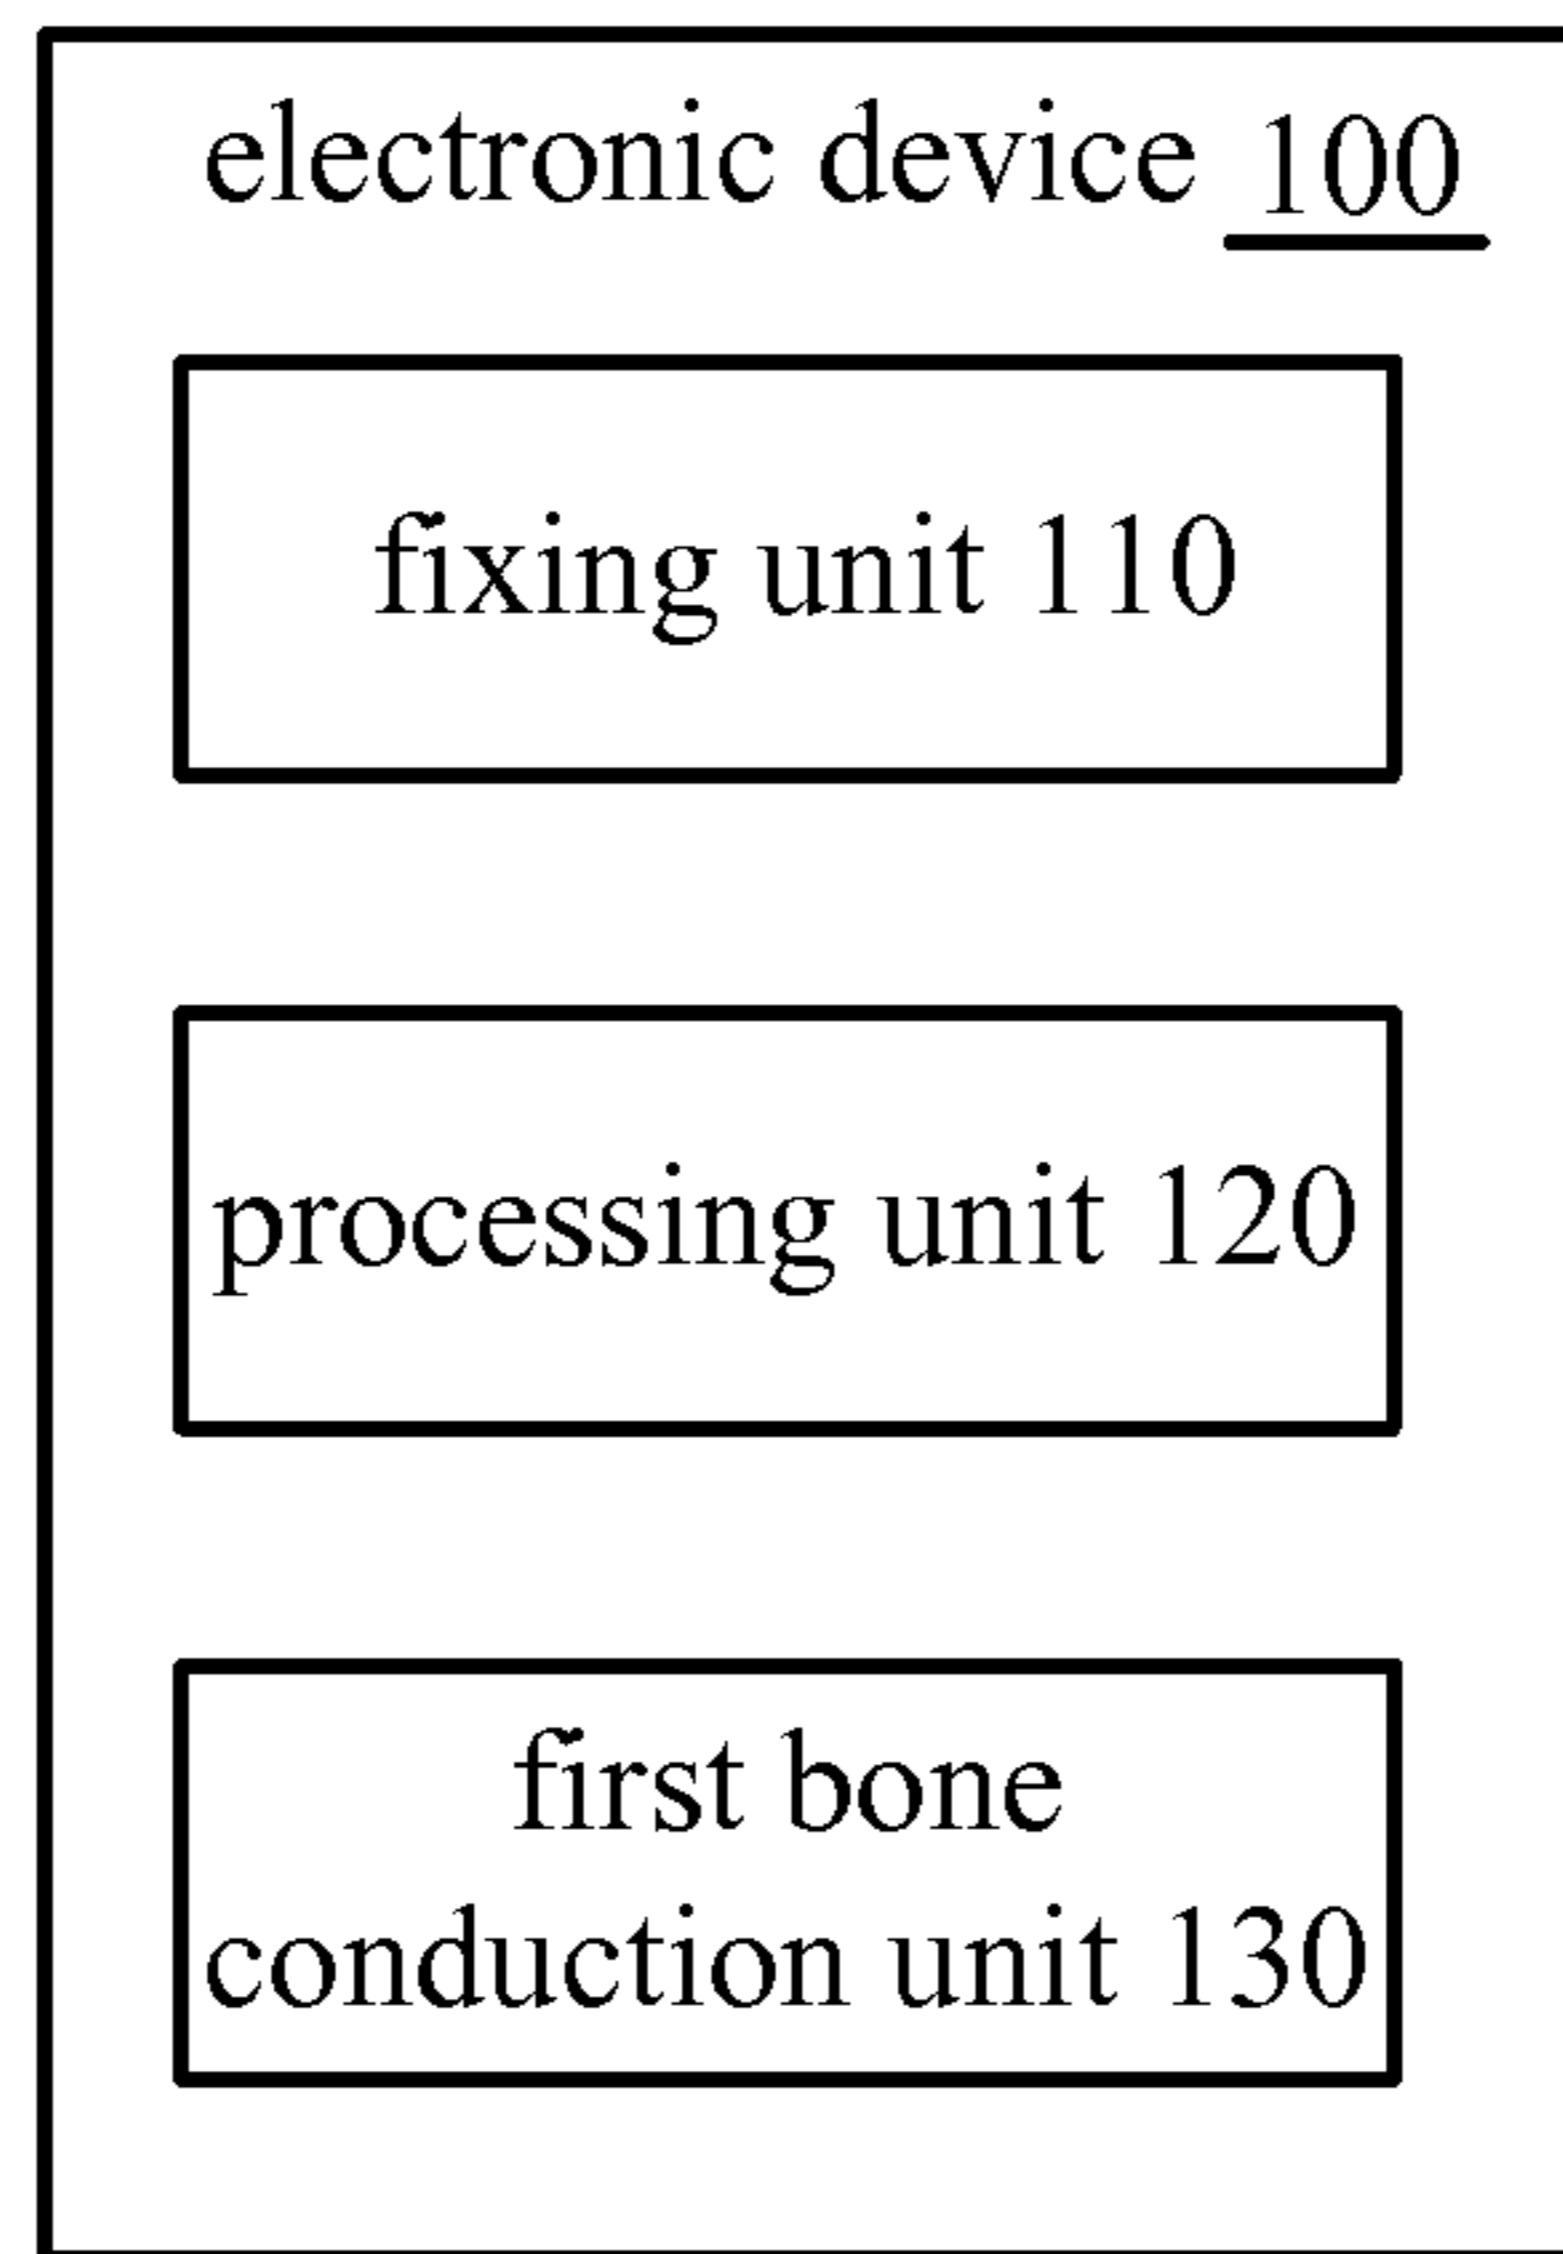 electronic device 100
fixing unit 110
processing unit 120
first bone
conduction unit 130